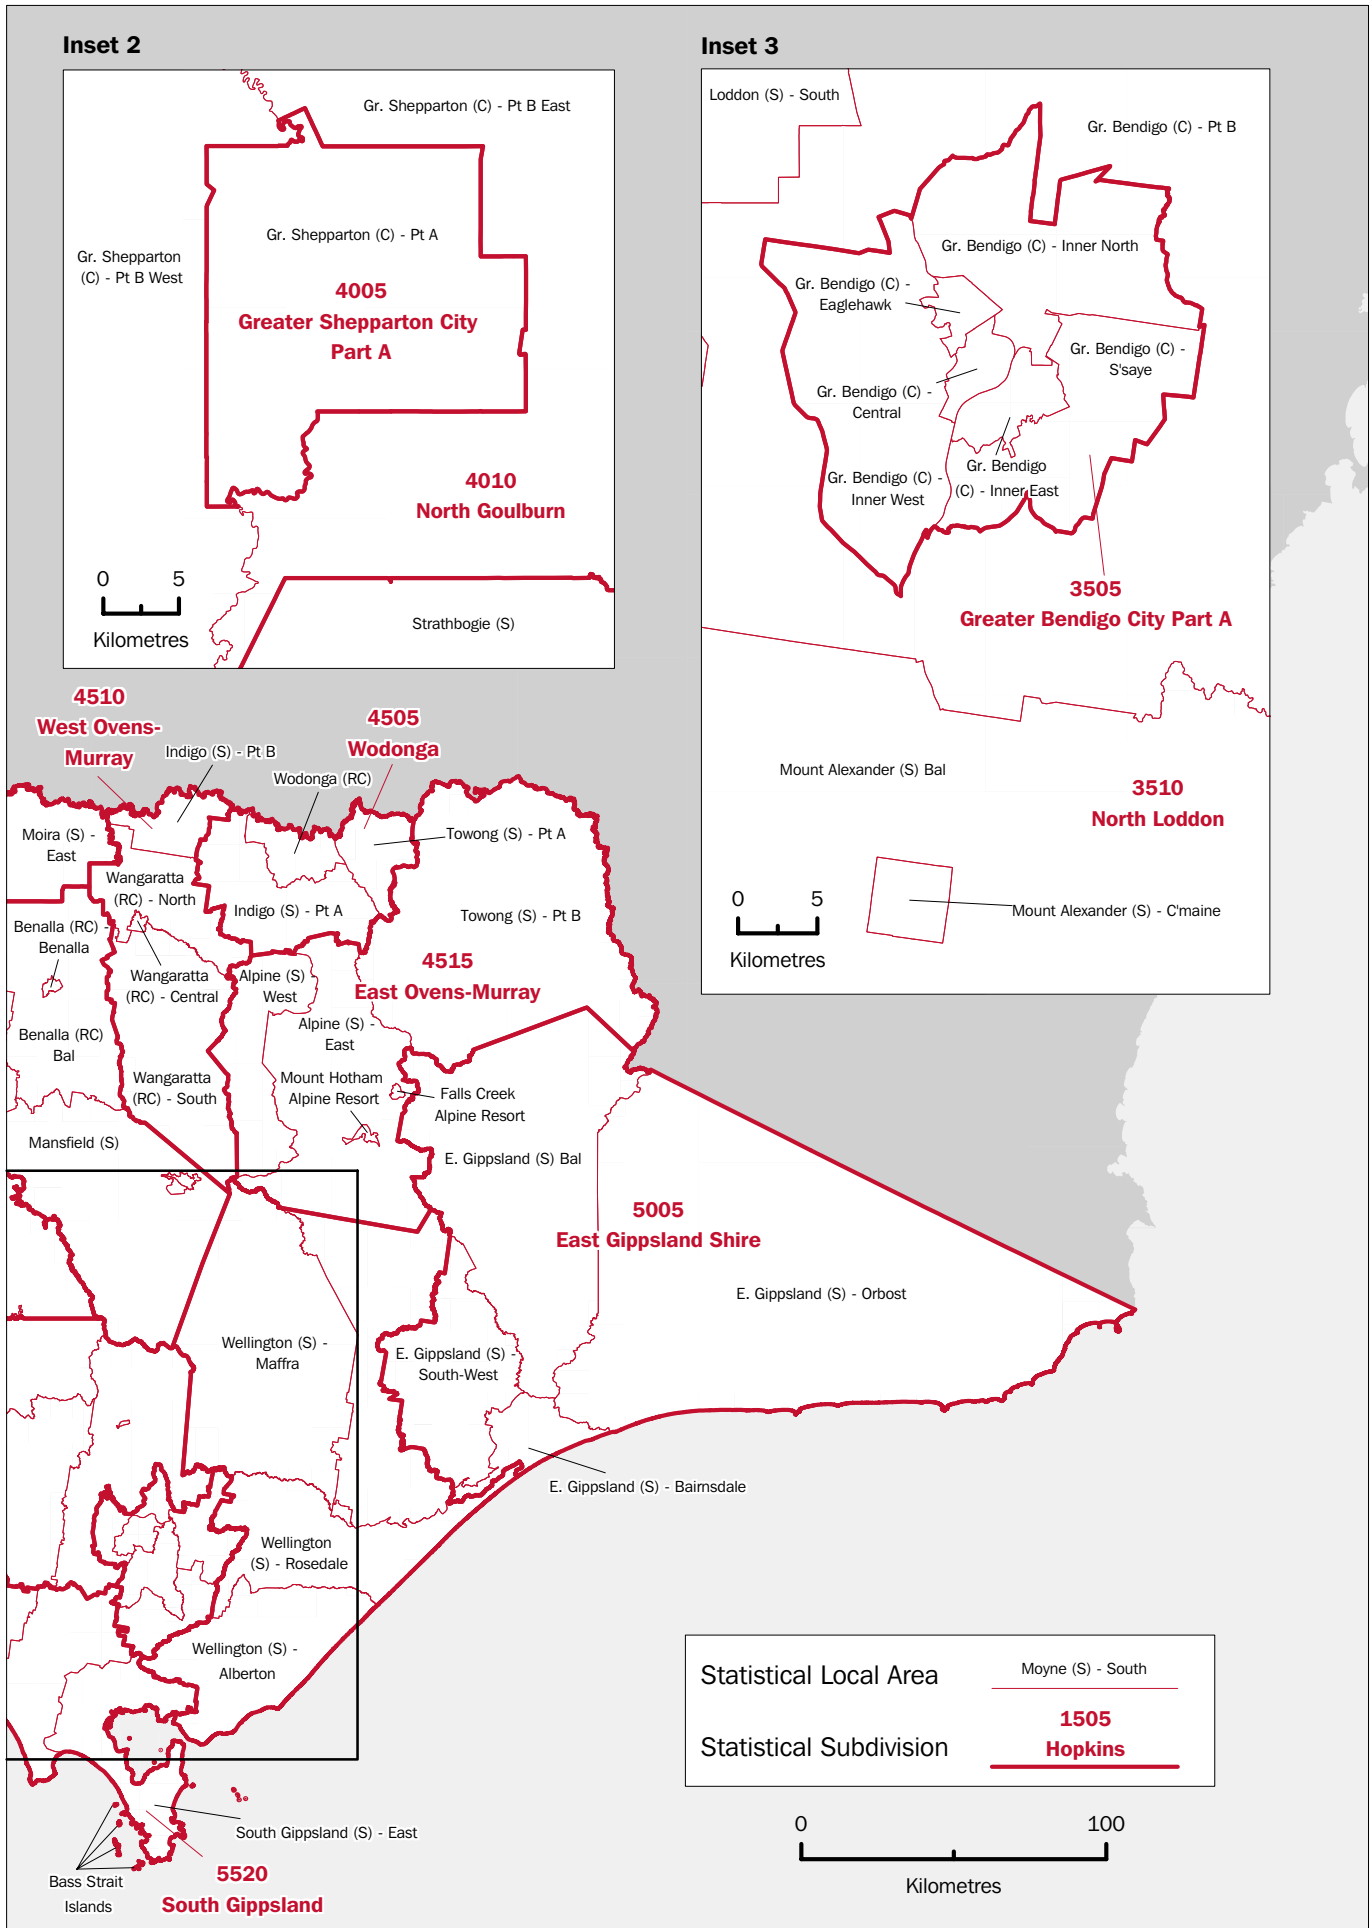 Inset 2
Gr. Shepparton (C) - Pt B East
Gr. Shepparton
(C) - Pt B West
Gr. Shepparton (C) - Pt A
4005
Greater Shepparton City
Part A
4010
North Goulburn
0 5
Kilometres
Strathbogie (S)
Inset 3
Loddon (S) - South
Gr. Bendigo (C) - Pt B
Gr. Bendigo (C) - Inner North
Gr. Bendigo (C) -
Eaglehawk
Gr. Bendigo (C) -
S'saye
Gr. Bendigo (C) -
Central
Gr. Bendigo (C) -
Inner West
Gr. Bendigo
(C) - Inner East
3505
Greater Bendigo City Part A
Mount Alexander (S) Bal
3510
North Loddon
0 5
Kilometres
Mount Alexander (S) - C'maine
4510
West Ovens-
Murray
Indigo (S) - Pt B
4505
Wodonga
Wodonga (RC)
Moira (S) -
East
Towong (S) - Pt A
Wangaratta
(RC) - North
Indigo (S) - Pt A
Towong (S) - Pt B
Benalla (RC) -
Benalla
Wangaratta
(RC) - Central
Alpine (S) -
West
4515
East Ovens-Murray
Benalla (RC)
Bal
Alpine (S) -
East
Wangaratta
(RC) - South
Mount Hotham
Alpine Resort
Falls Creek
Alpine Resort
Mansfield (S)
E. Gippsland (S) Bal
5005
East Gippsland Shire
E. Gippsland (S) - Orbost
Wellington (S) -
Maffra
E. Gippsland (S) -
South-West
E. Gippsland (S) - Bairnsdale
Wellington
(S) - Rosedale
Wellington (S) -
Alberton
South Gippsland (S) - East
Bass Strait
Islands
5520
South Gippsland
Statistical Local Area
Moyne (S) - South
Statistical Subdivision
1505
Hopkins
0 100
Kilometres